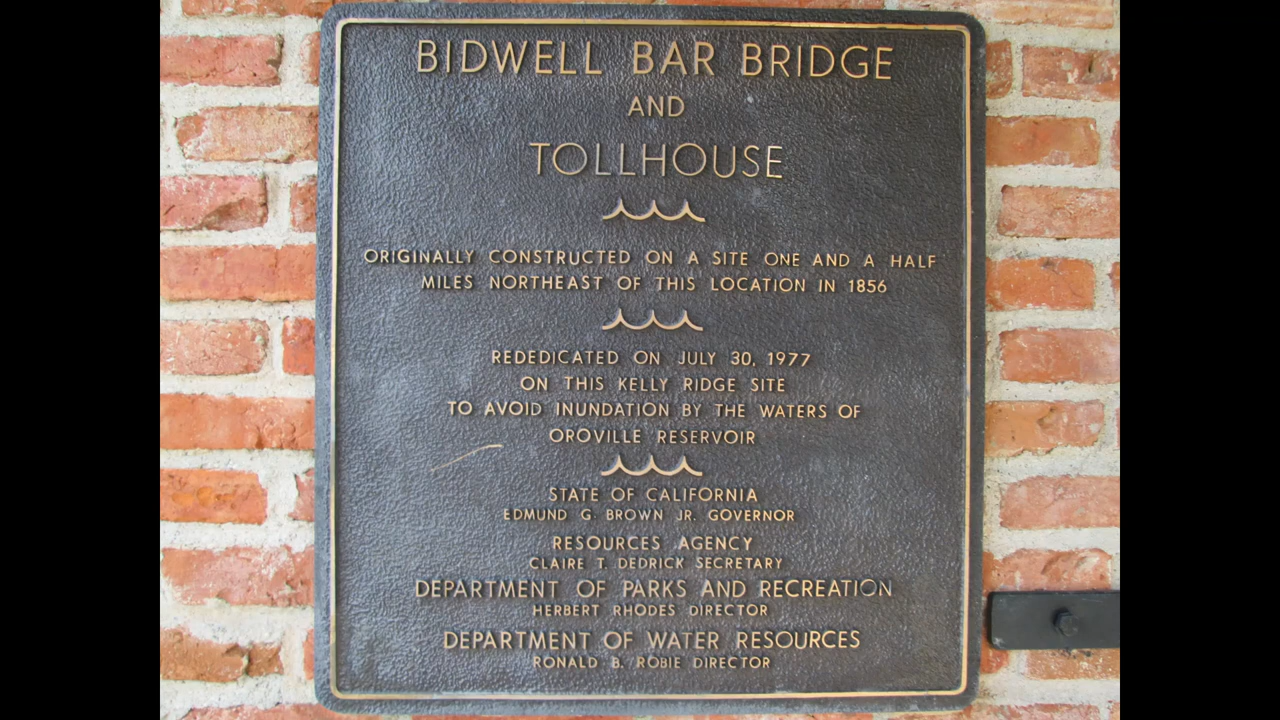 BIDWELL BAR BRIDGE
AND
TOLLHOUSE
ORIGINALLY CONSTRUCTED ON A SITE ONE AND A HALF
MILES NORTHEAST OF THIS LOCATION IN 1856
REDEDICATED ON JULY 30, 1977
ON THIS KELLY RIDGE SITE
TO AVOID INUNDATION BY THE WATERS OF
OROVILLE RESERVOIR
STATE OF CALIFORNIA
EDMUND G. BROWN JR. GOVERNOR
RESOURCES AGENCY
CLAIRE T. DEDRICK SECRETARY
DEPARTMENT OF PARKS AND RECREATION
HERBERT RHODES DIRECTOR
DEPARTMENT OF WATER RESOURCES
RONALD B. ROBIE DIRECTOR